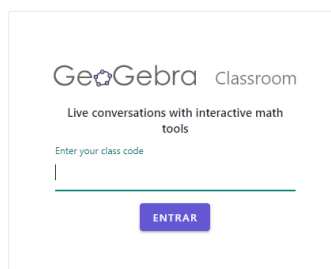 GeoGebra Classroom
Live conversations with interactive math
tools
Enter your class code
ENTRAR